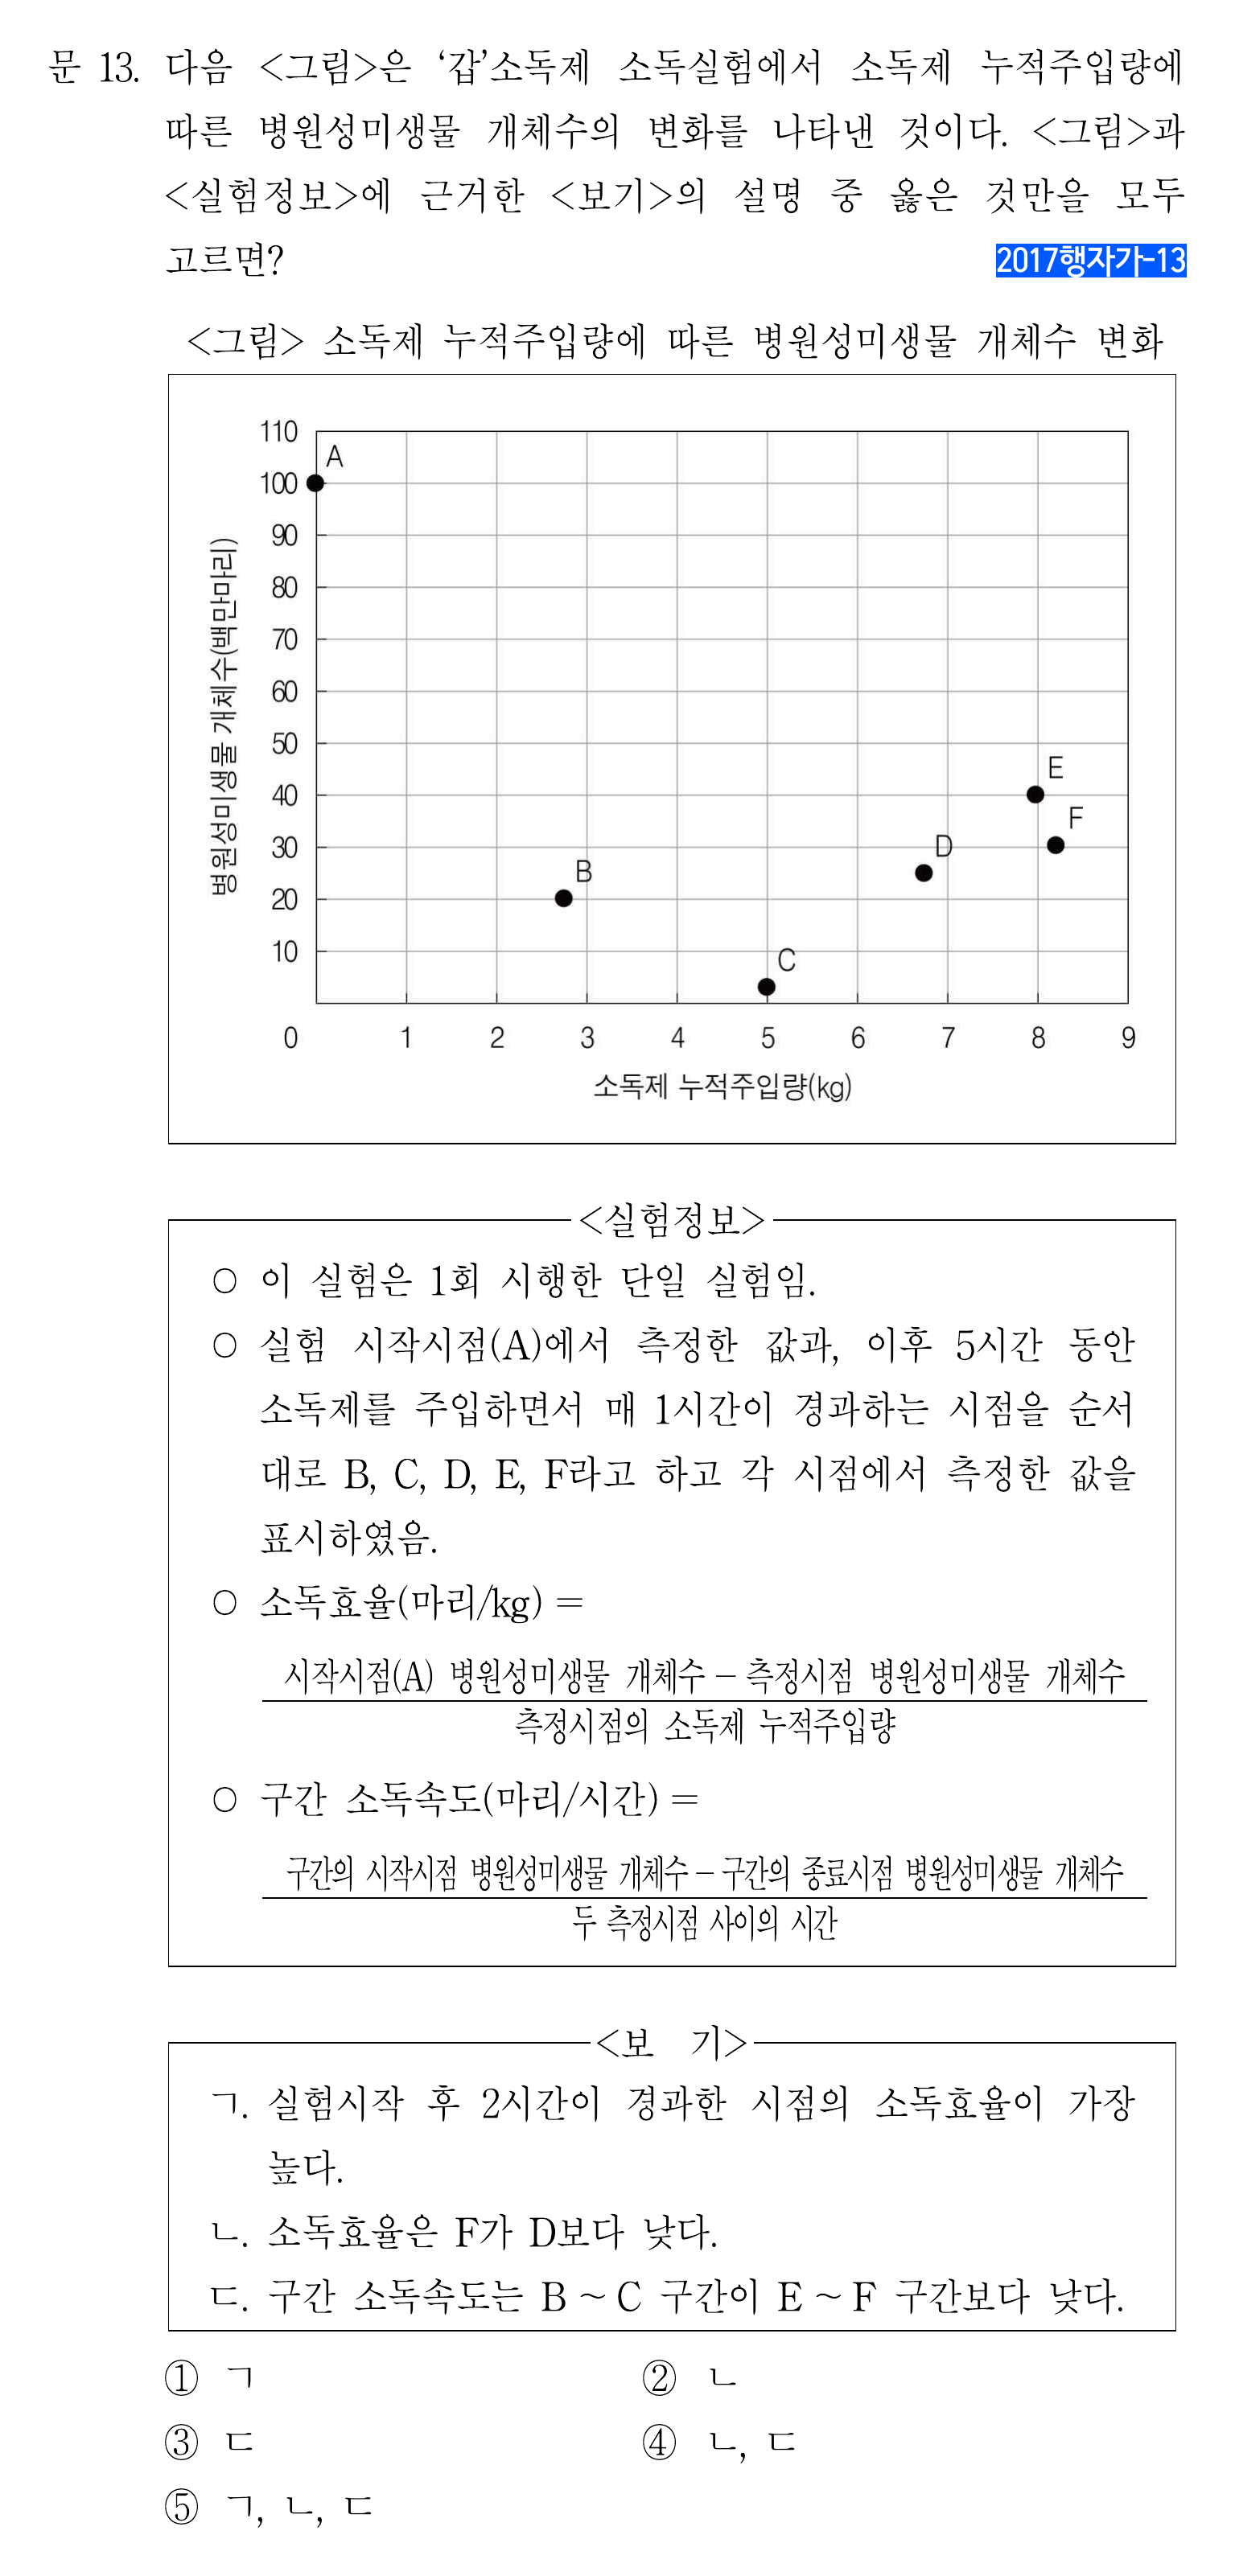 문 13. 다음 <그림>은 ‘갑’소독제 소독실험에서 소독제 누적주입량에
따른 병원성미생물 개체수의 변화를 나타낸 것이다. <그림>과
<실험정보>에 근거한 <보기>의 설명 중 옳은 것만을 모두
고르면?
2017행자가-13
<그림> 소독제 누적주입량에 따른 병원성미생물 개체수 변화
110
A
100
90
80
70
60
50
E
40
F
30
D
B
20
10
C
0 1 2 3 4 5 6 7 8 9
병원성미생물 개체수(백만마리)
소독제 누적주입량(kg)
<실험정보>
○ 이 실험은 1회 시행한 단일 실험임.
○ 실험 시작시점(A)에서 측정한 값과, 이후 5시간 동안
소독제를 주입하면서 매 1시간이 경과하는 시점을 순서
대로 B, C, D, E, F라고 하고 각 시점에서 측정한 값을
표시하였음.
○ 소독효율(마리/kg) =
시작시점(A) 병원성미생물 개체수 - 측정시점 병원성미생물 개체수
측정시점의 소독제 누적주입량
○ 구간 소독속도(마리/시간) =
구간의 시작시점 병원성미생물 개체수 - 구간의 종료시점 병원성미생물 개체수
두 측정시점 사이의 시간
<보 기>
ㄱ. 실험시작 후 2시간이 경과한 시점의 소독효율이 가장
높다.
ㄴ. 소독효율은 F가 D보다 낮다.
ㄷ. 구간 소독속도는 B ~ C 구간이 E ~ F 구간보다 낮다.
① ㄱ ② ㄴ
③ ㄷ ④ ㄴ, ㄷ
⑤ ㄱ, ㄴ, ㄷ